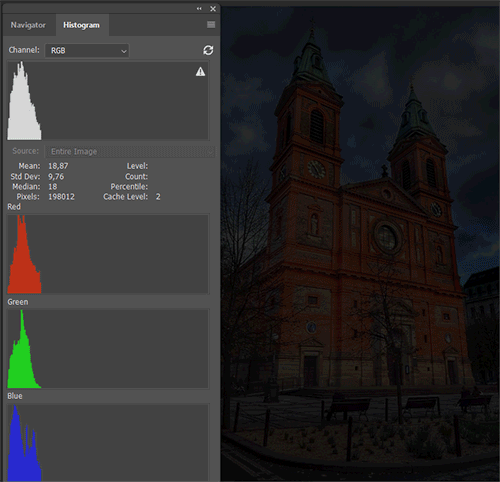 Navigator Histogram
Channel: RGB
Source: Entire Image
Mean: 18,87 Level:
Std Dev: 9,76 Count:
Median: 18 Percentile:
Pixels: 198012 Cache Level: 2
Red
Green
Blue